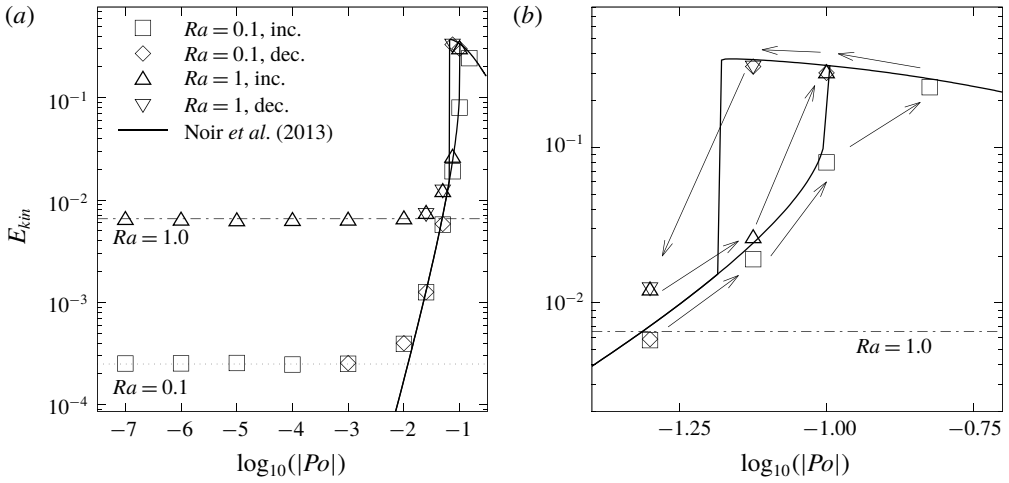 (a)
Ra = 0.1, inc.
Ra = 0.1, dec.
Ra = 1, inc.
Ra = 1, dec.
Noir et al. (2013)
10⁻¹
10⁻²
10⁻³
10⁻⁴
E_kin
Ra = 1.0
Ra = 0.1
−7 −6 −5 −4 −3 −2 −1
log₁₀(|Po|)
(b)
10⁻¹
10⁻²
Ra = 1.0
−1.25 −1.00 −0.75
log₁₀(|Po|)